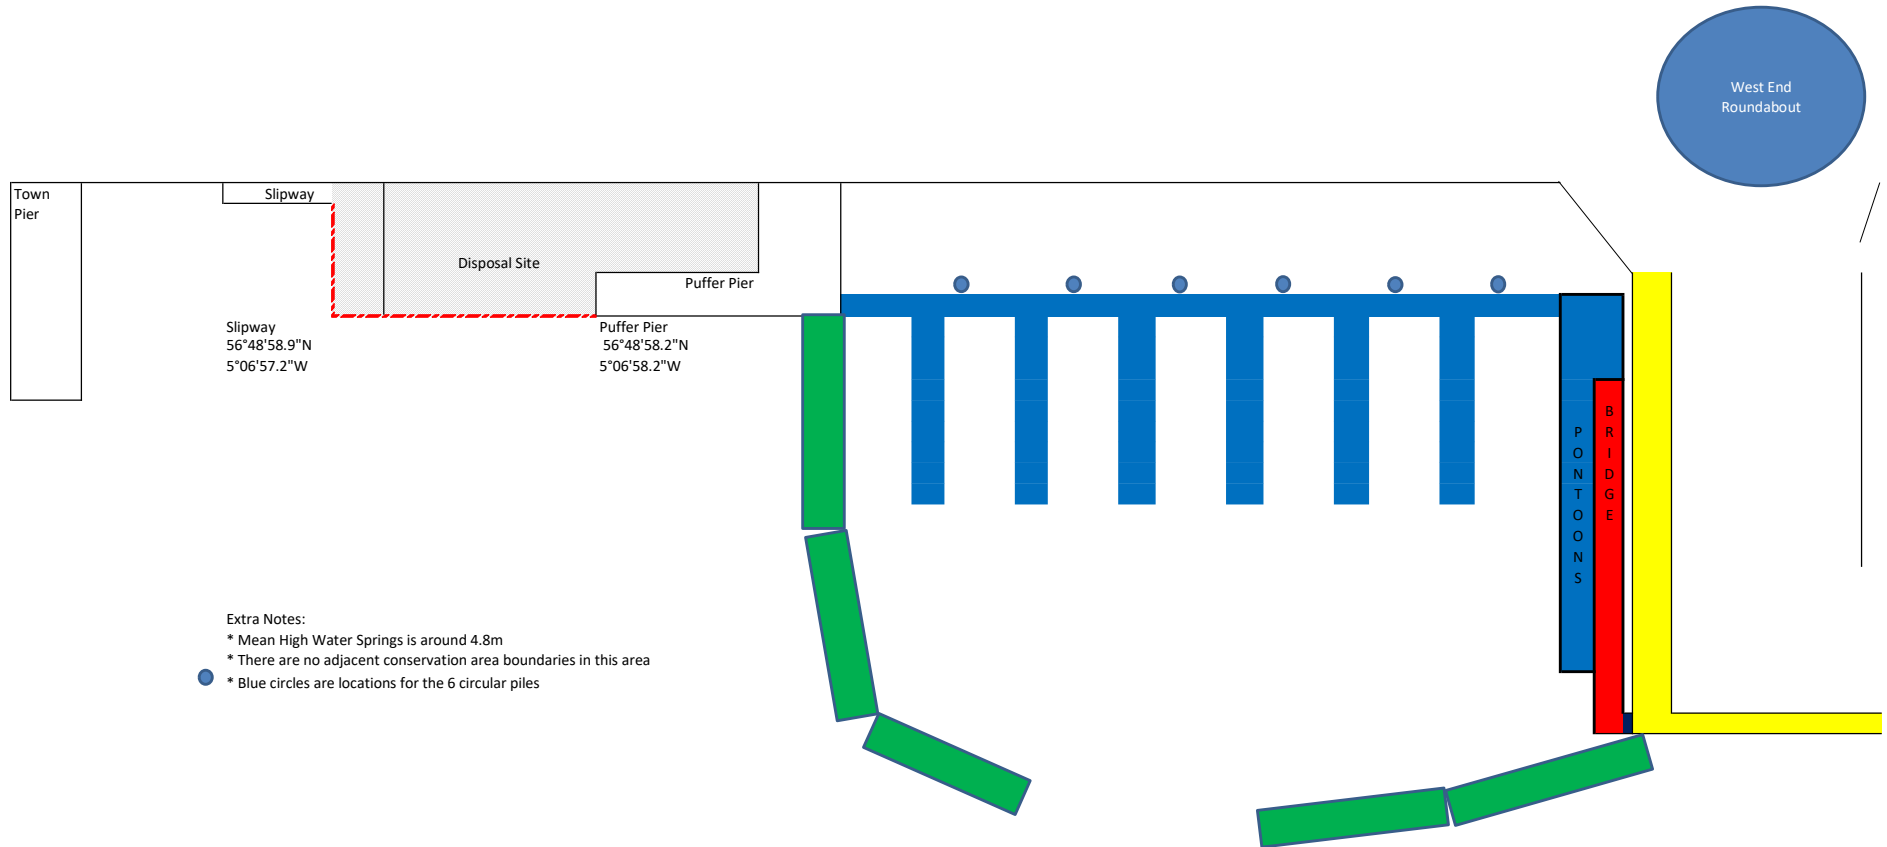 West End
Roundabout
Town
Pier
Slipway
Disposal Site
Puffer Pier
Slipway
56°48'58.9"N
5°06'57.2"W
Puffer Pier
56°48'58.2"N
5°06'58.2"W
PONTOONS
BRIDGE
Extra Notes:
* Mean High Water Springs is around 4.8m
* There are no adjacent conservation area boundaries in this area
* Blue circles are locations for the 6 circular piles